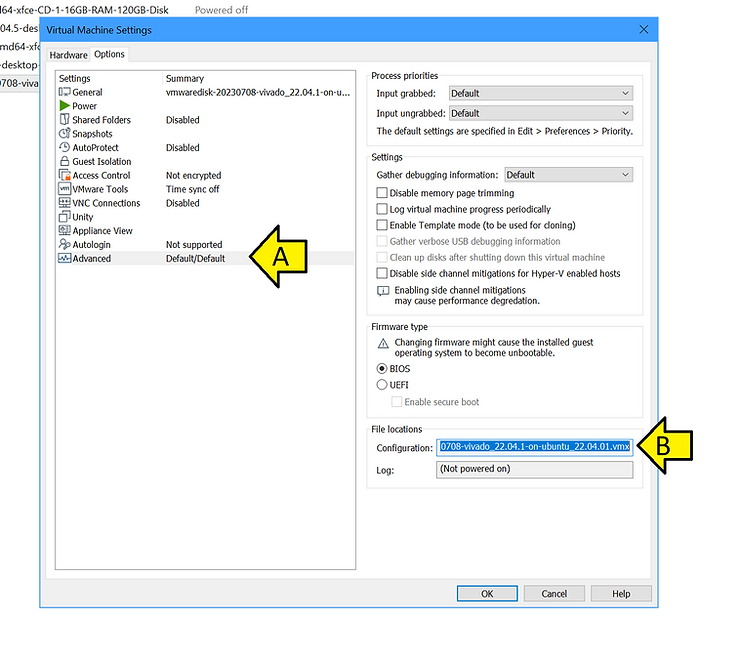 d64-xfce-CD-1-16GB-RAM-120GB-Disk Powered off
Virtual Machine Settings
04.5-des
md64-xf
-desktop-
0708-viva
Hardware Options
Settings Summary
General vmwaredisk-20230708-vivado_22.04.1-on-u...
Power
Shared Folders Disabled
Snapshots
AutoProtect Disabled
Guest Isolation
Access Control Not encrypted
vm VMware Tools Time sync off
VNC Connections Disabled
Unity
Appliance View
Autologin Not supported
Advanced Default/Default
A
Process priorities
Input grabbed: Default
Input ungrabbed: Default
The default settings are specified in Edit > Preferences > Priority.
Settings
Gather debugging information: Default
Disable memory page trimming
Log virtual machine progress periodically
Enable Template mode (to be used for cloning)
Gather verbose USB debugging information
Clean up disks after shutting down this virtual machine
Disable side channel mitigations for Hyper-V enabled hosts
Enabling side channel mitigations
may cause performance degredation.
Firmware type
Changing firmware might cause the installed guest
operating system to become unbootable.
BIOS
UEFI
Enable secure boot
File locations
Configuration: 0708-vivado_22.04.1-on-ubuntu_22.04.01.vmx
B
Log: (Not powered on)
OK Cancel Help